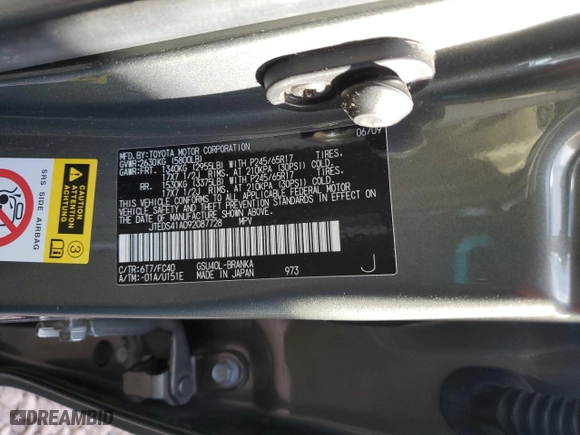 06/09
MFD.BY:TOYOTA MOTOR CORPORATION
GVWR:2630KG (5800LB)
GAWR:FRT. 1340KG (2955LB) WITH P245/65R17 TIRES.
17X7 1/2J RIMS. AT 210KPA (30PSI) COLD.
RR. 1530KG (3375LB) WITH P245/65R17 TIRES.
17X7 1/2J RIMS. AT 210KPA (30PSI) COLD.
THIS VEHICLE CONFORMS TO ALL APPLICABLE FEDERAL MOTOR
VEHICLE SAFETY AND THEFT PREVENTION STANDARDS IN EFFECT ON
THE DATE OF MANUFACTURE SHOWN ABOVE.
JTEDS41A092087728 MPV
C/TR:6T7/FC40 GSU40L-BRANKA
A/TM:-01A/U151E MADE IN JAPAN 973
J
SRS SIDE AIRBAG
3
DREAMBID